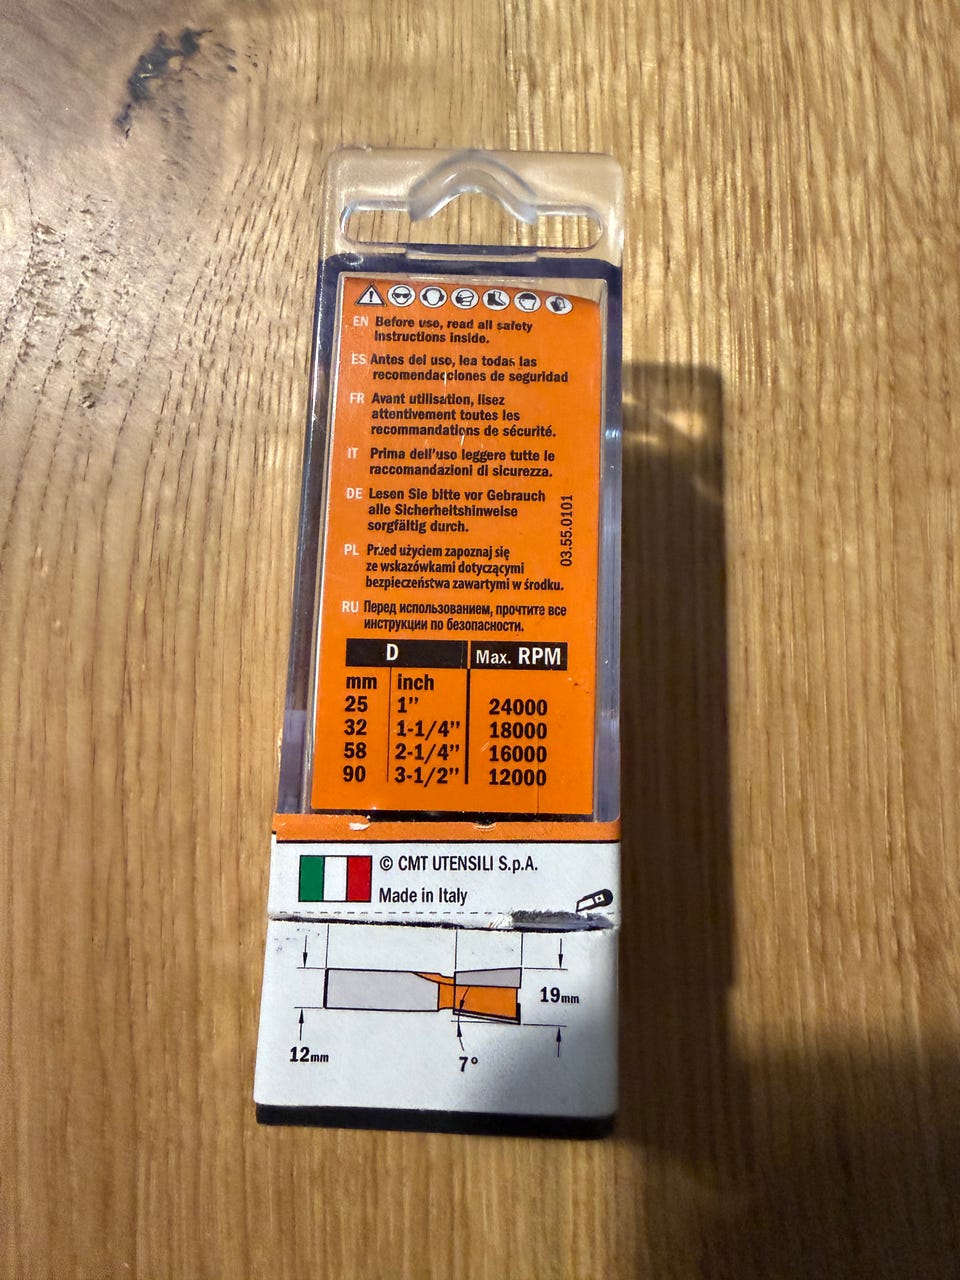 EN Before use, read all safety
instructions inside.
ES Antes del uso, lea todas las
recomendaciones de seguridad
FR Avant utilisation, lisez
attentivement toutes les
recommandations de sécurité.
IT Prima dell'uso leggere tutte le
raccomandazioni di sicurezza.
DE Lesen Sie bitte vor Gebrauch
alle Sicherheitshinweise
sorgfältig durch.
03.55.0101
PL Przed użyciem zapoznaj się
ze wskazówkami dotyczącymi
bezpieczeństwa zawartymi w środku.
RU Перед использованием, прочтите все
инструкции по безопасности.
D Max. RPM
mm inch
25 1" 24000
32 1-1/4" 18000
58 2-1/4" 16000
90 3-1/2" 12000
© CMT UTENSILI S.p.A.
Made in Italy
19mm
12mm
7°